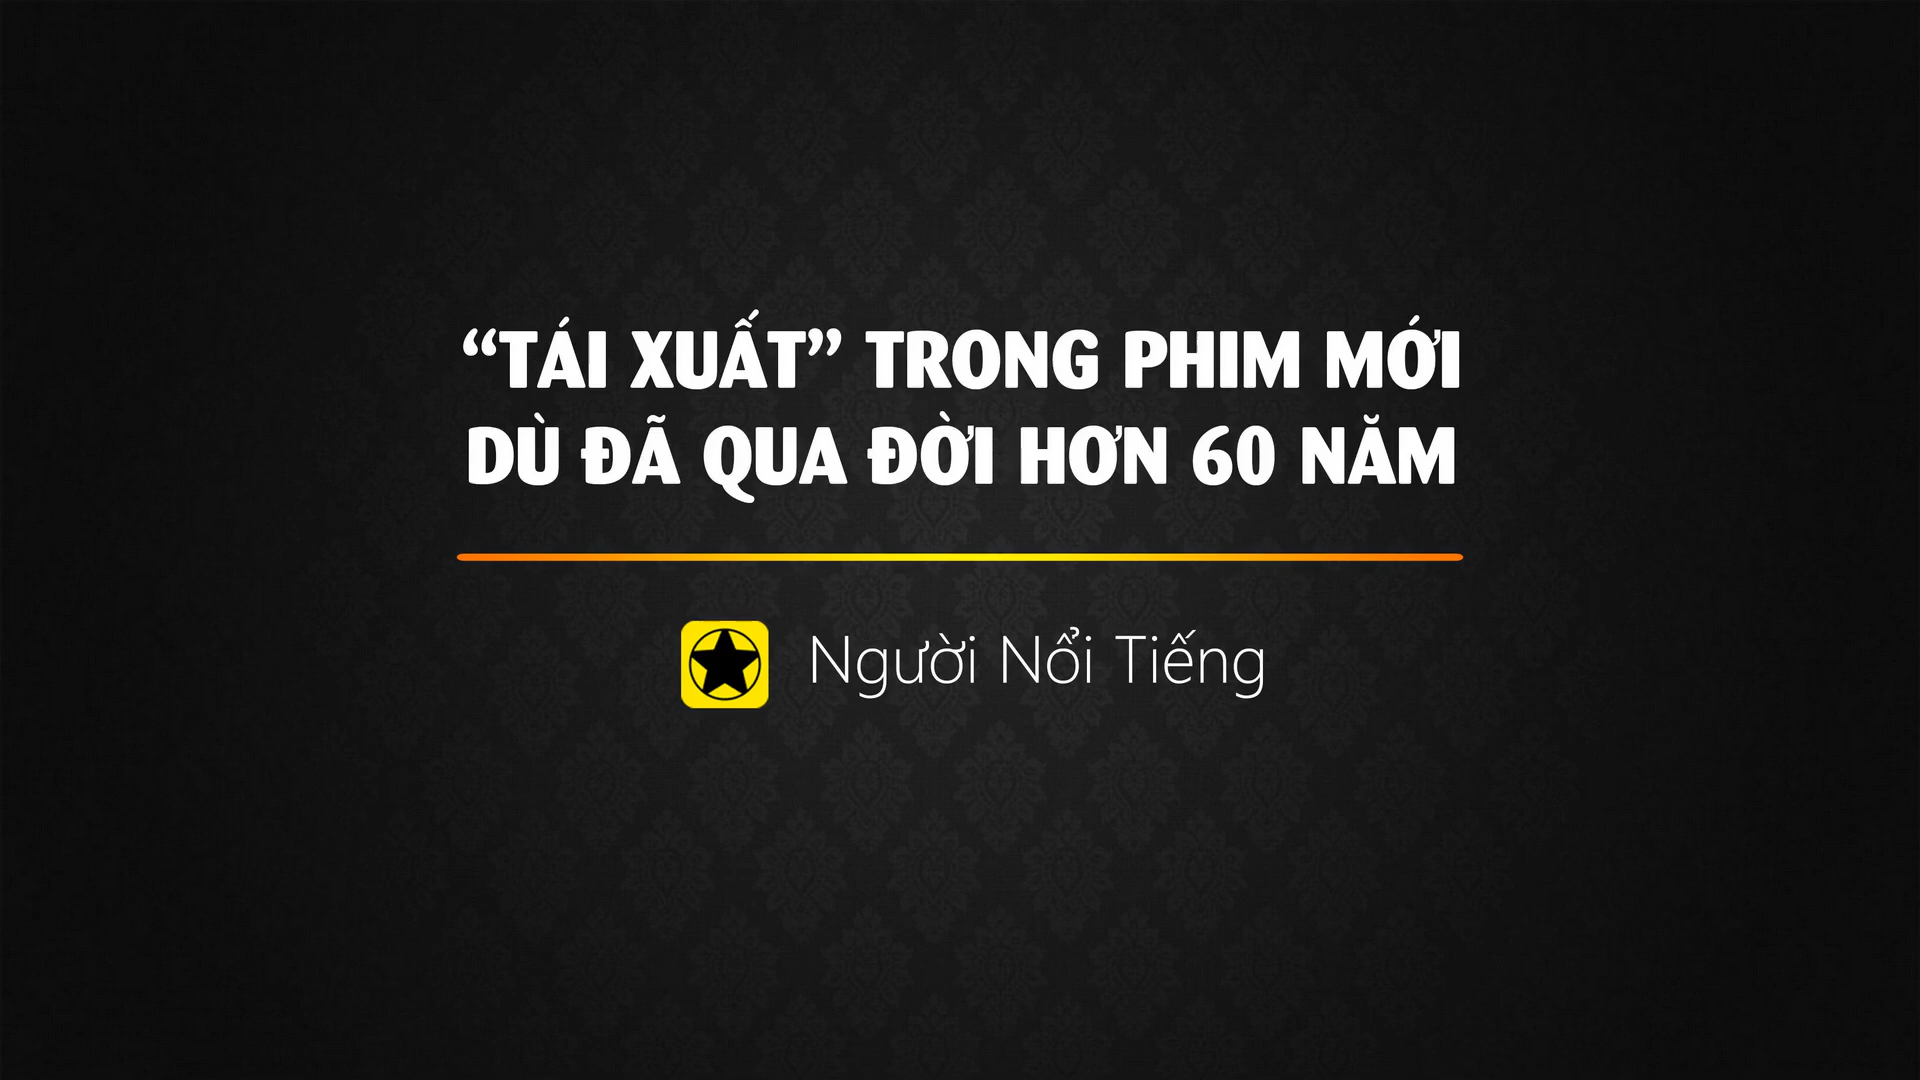 “TÁI XUẤT” TRONG PHIM MỚI
DÙ ĐÃ QUA ĐỜI HƠN 60 NĂM
Người Nổi Tiếng